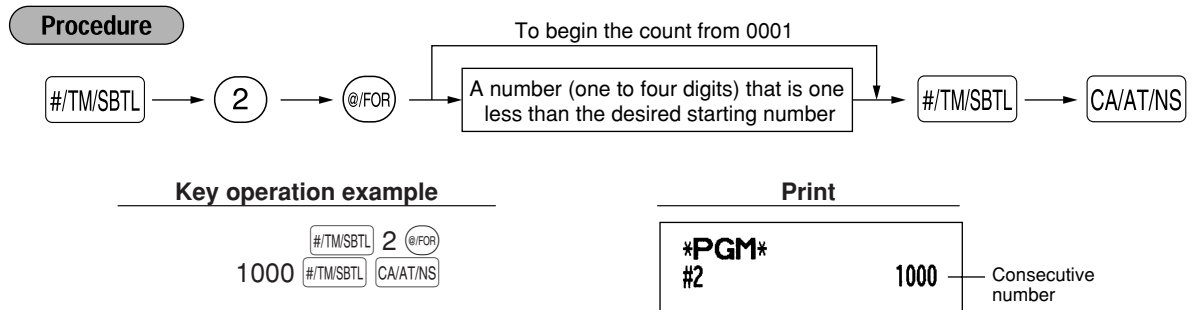 Procedure
To begin the count from 0001
#/TM/SBTL 2 @/FOR A number (one to four digits) that is one less than the desired starting number #/TM/SBTL CA/AT/NS
Key operation example
#/TM/SBTL 2 @/FOR
1000 #/TM/SBTL CA/AT/NS
Print
*PGM*
#2 1000
Consecutive
number